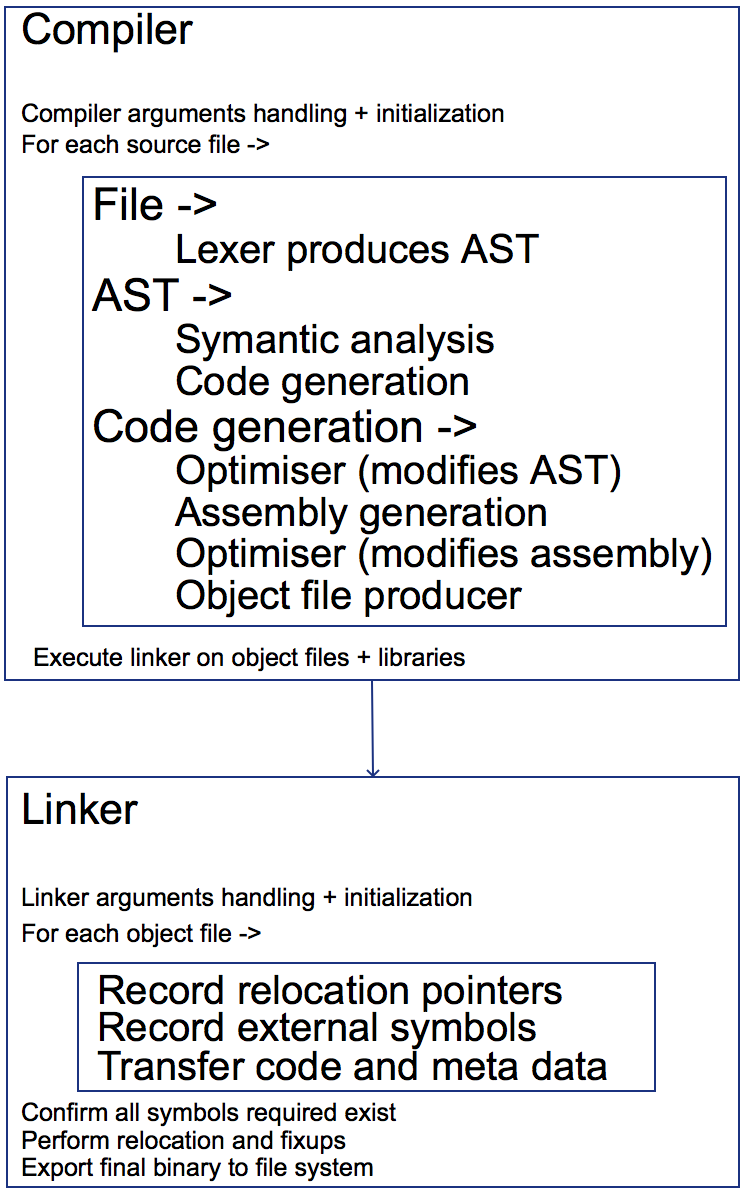 Compiler
Compiler arguments handling + initialization
For each source file ->
File ->
Lexer produces AST
AST ->
Symantic analysis
Code generation
Code generation ->
Optimiser (modifies AST)
Assembly generation
Optimiser (modifies assembly)
Object file producer
Execute linker on object files + libraries
Linker
Linker arguments handling + initialization
For each object file ->
Record relocation pointers
Record external symbols
Transfer code and meta data
Confirm all symbols required exist
Perform relocation and fixups
Export final binary to file system